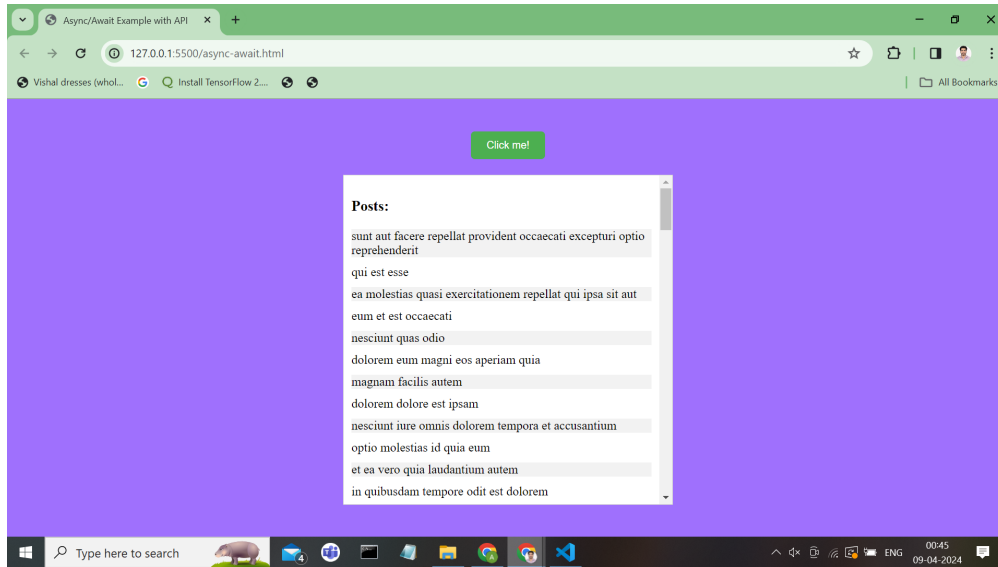 Async/Await Example with API
127.0.0.1:5500/async-await.html
Vishal dresses (whol...
Install TensorFlow 2....
All Bookmarks
Click me!
Posts:
sunt aut facere repellat provident occaecati excepturi optio
reprehenderit
qui est esse
ea molestias quasi exercitationem repellat qui ipsa sit aut
eum et est occaecati
nesciunt quas odio
dolorem eum magni eos aperiam quia
magnam facilis autem
dolorem dolore est ipsam
nesciunt iure omnis dolorem tempora et accusantium
optio molestias id quia eum
et ea vero quia laudantium autem
in quibusdam tempore odit est dolorem
Type here to search
4
ENG
00:45
09-04-2024